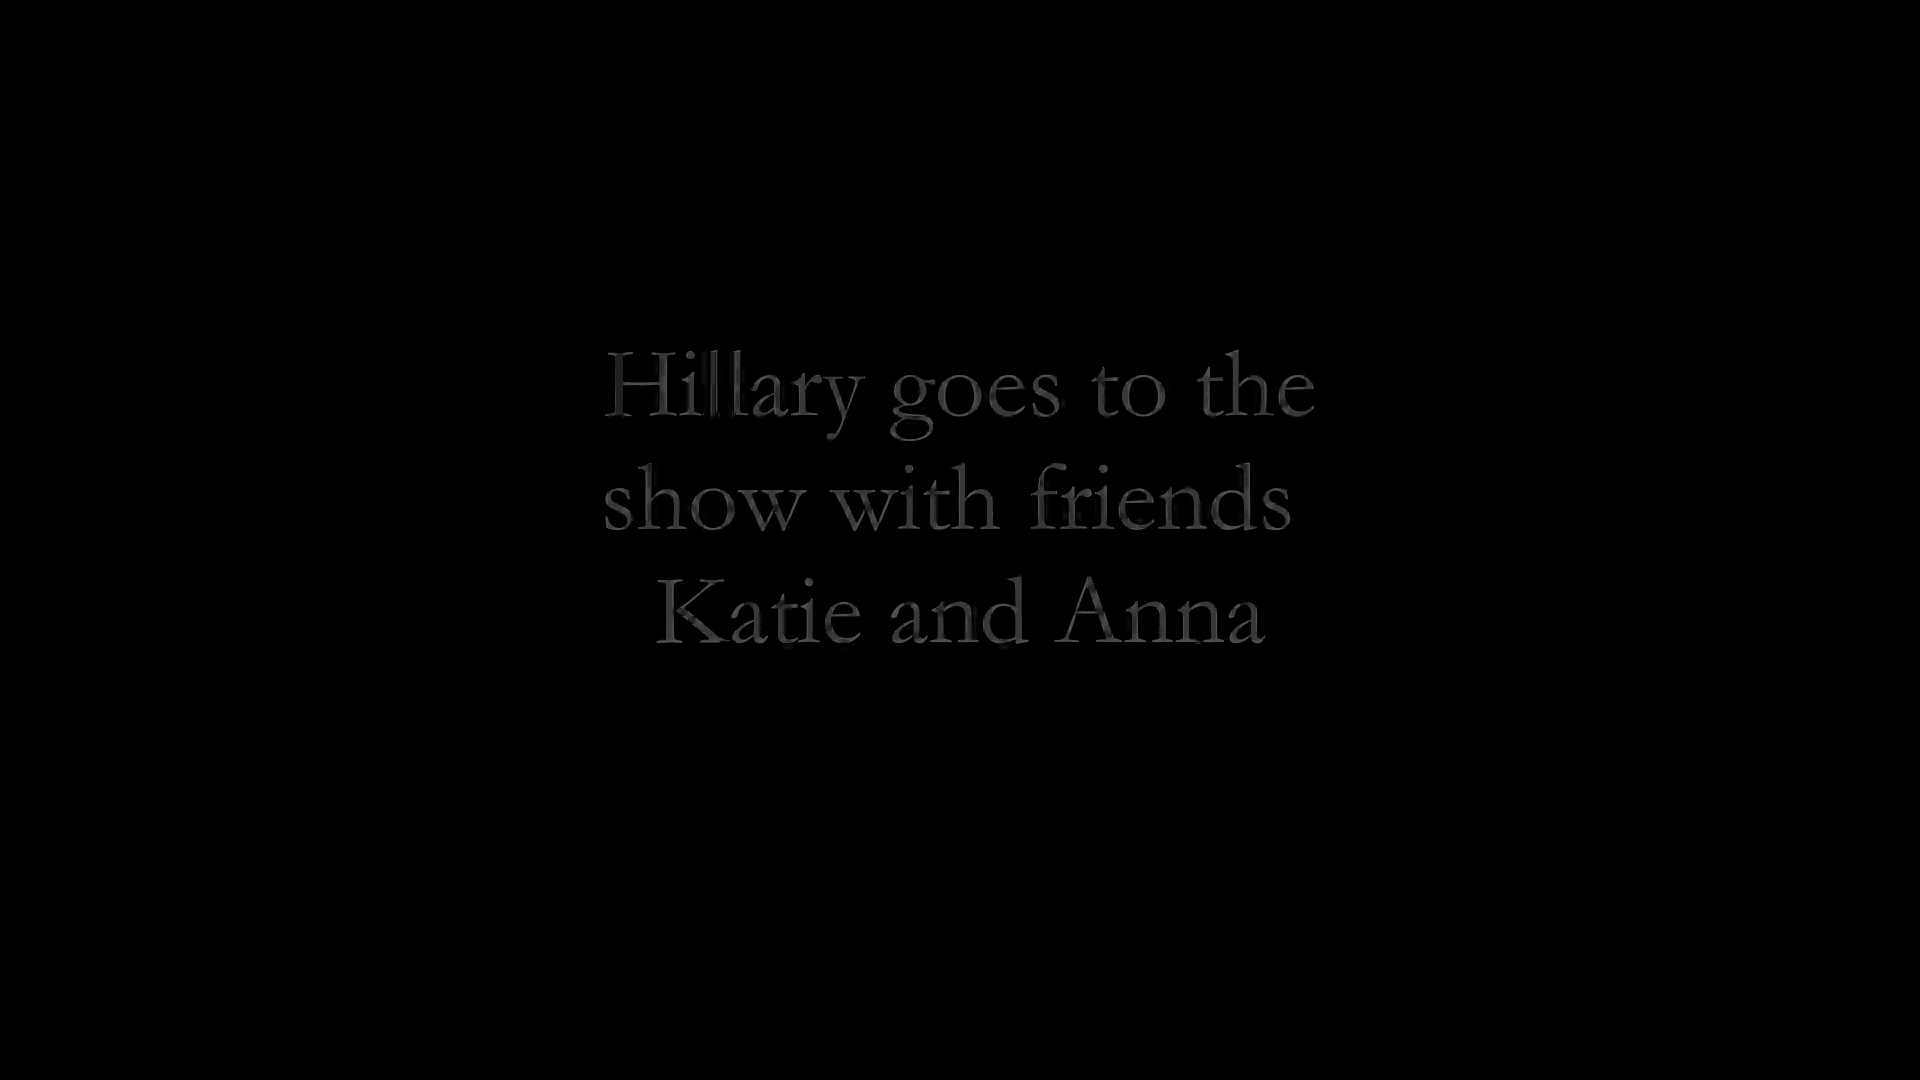 Hillary goes to the
show with friends
Katie and Anna